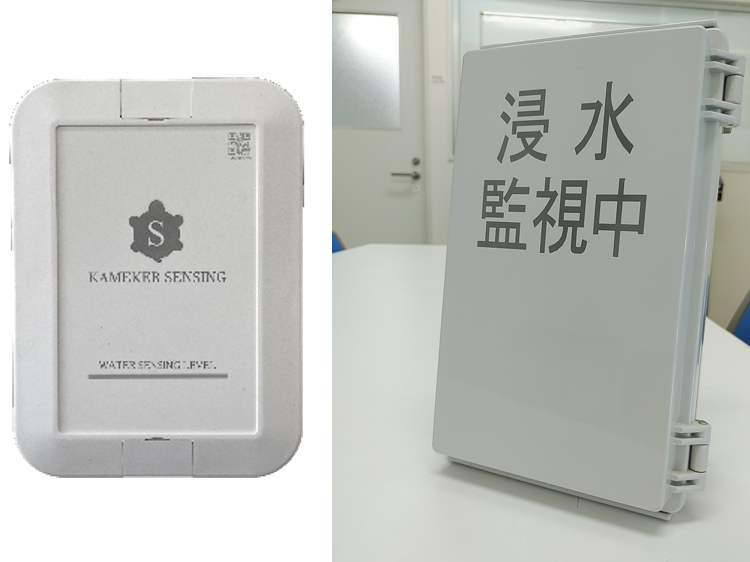 S
KAMEKER SENSING
WATER SENSING LEVEL
浸水
監視中